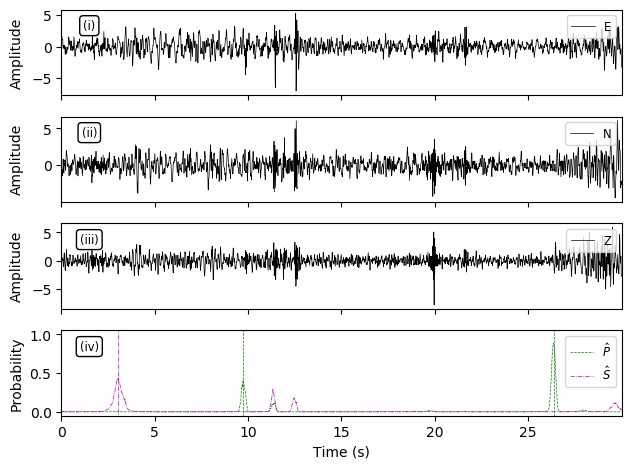 Amplitude
5
0
−5
(i)
E
Amplitude
5
0
(ii)
N
Amplitude
5
0
−5
(iii)
Z
Probability
1.0
0.5
0.0
(iv)
P̂
Ŝ
0 5 10 15 20 25
Time (s)